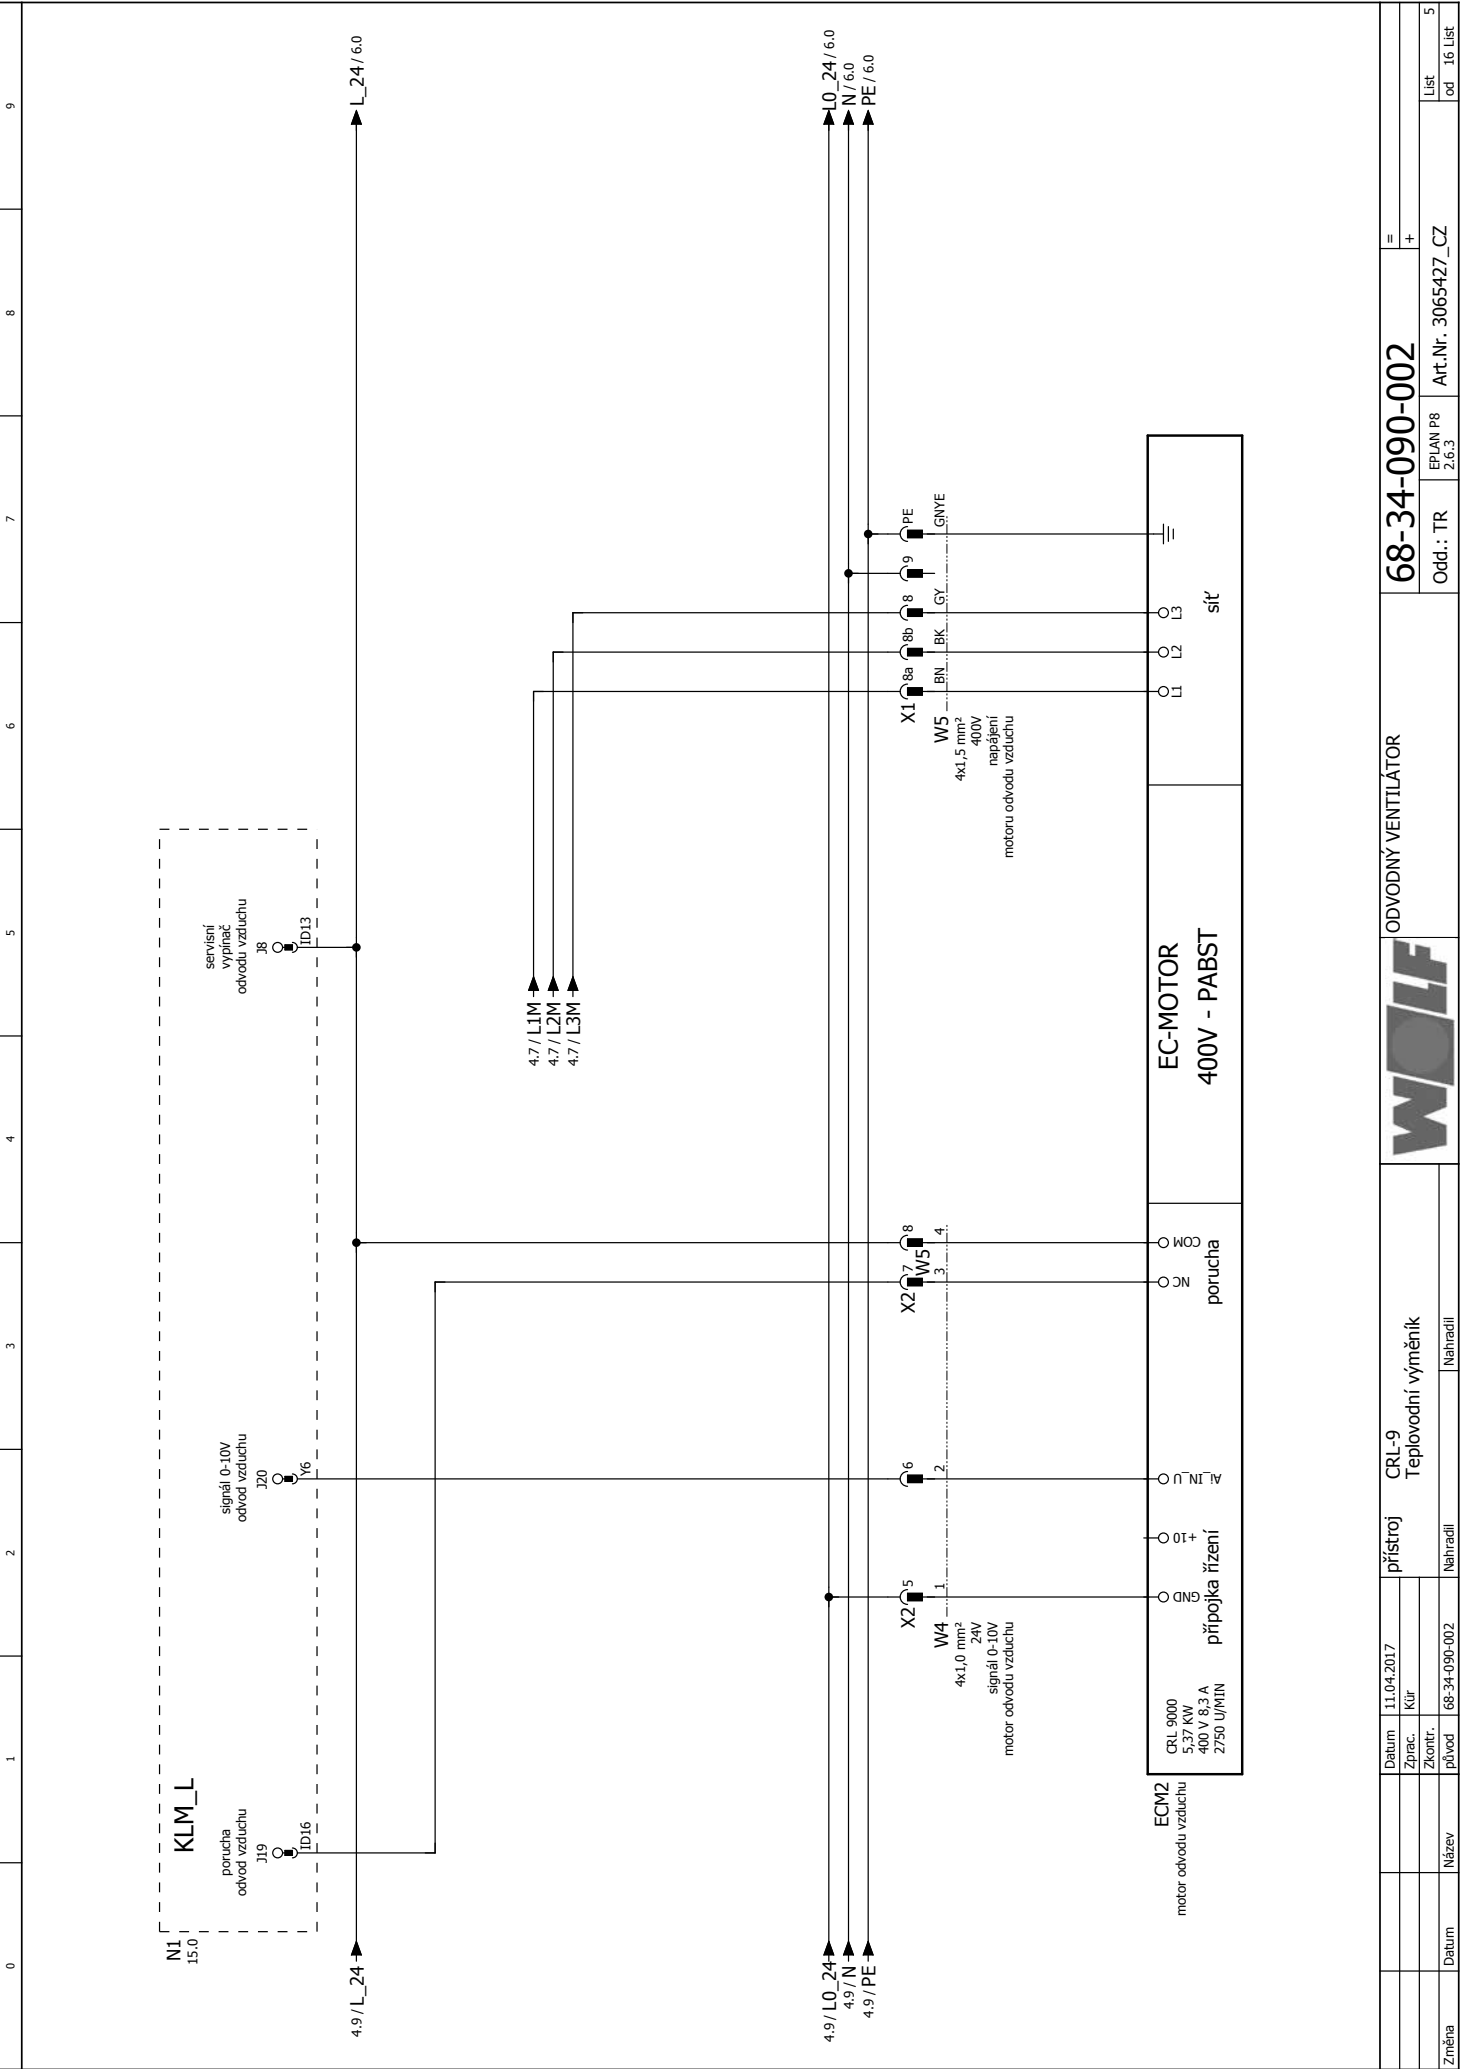 0 1 2 3 4 5 6 7 8 9
N1
15.0
KLM_L
porucha
odvod vzduchu
J19
ID16
signál 0-10V
odvod vzduchu
J20
Y6
servisní
vypínač
odvodu vzduchu
J8
ID13
4.9 / L_24
L_24 / 6.0
4.7 / L1M
4.7 / L2M
4.7 / L3M
4.9 / L0_24
4.9 / N
4.9 / PE
L0_24 / 6.0
N / 6.0
PE / 6.0
X2 5
6
X2 7
8
W5
X1 8a
8b
8
9
PE
W4 1 2 3 4
4x1,0 mm²
24V
signál 0-10V
motor odvodu vzduchu
W5 BN BK GY GNYE
4x1,5 mm²
400V
napájení
motoru odvodu vzduchu
ECM2
motor odvodu vzduchu
CRL 9000
5,37 KW
400 V 8,3 A
2750 U/MIN
GND +10 Ai_IN_U
přípojka řízení
NC COM
porucha
EC-MOTOR
400V - PABST
L1 L2 L3
síť
Změna
Datum
Název
Datum 11.04.2017
Zprac. Kür
Zkontr.
původ 68-34-090-002
přístroj CRL-9
Teplovodní výměník
Nahradil
Nahradil
WOLF
ODVODNÝ VENTILÁTOR
68-34-090-002
=
+
Odd.: TR
EPLAN P8
2.6.3
Art.Nr. 3065427_CZ
List 5
od 16 List